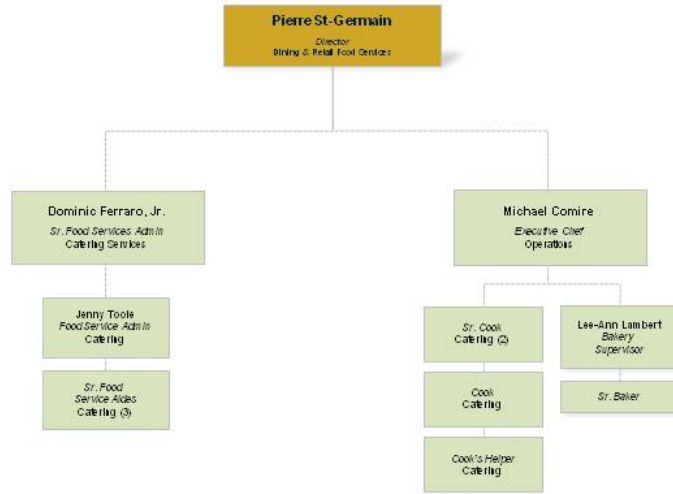 Pierre St-Germain
Director
Dining & Retail Food Services
Dominic Ferraro, Jr.
Sr. Food Services Admin
Catering Services
Michael Comire
Executive Chef
Operations
Jenny Toole
Food Service Admin
Catering
Sr. Food
Service Aides
Catering (3)
Sr. Cook
Catering (2)
Cook
Catering
Cook's Helper
Catering
Lee-Ann Lambert
Bakery
Supervisor
Sr. Baker